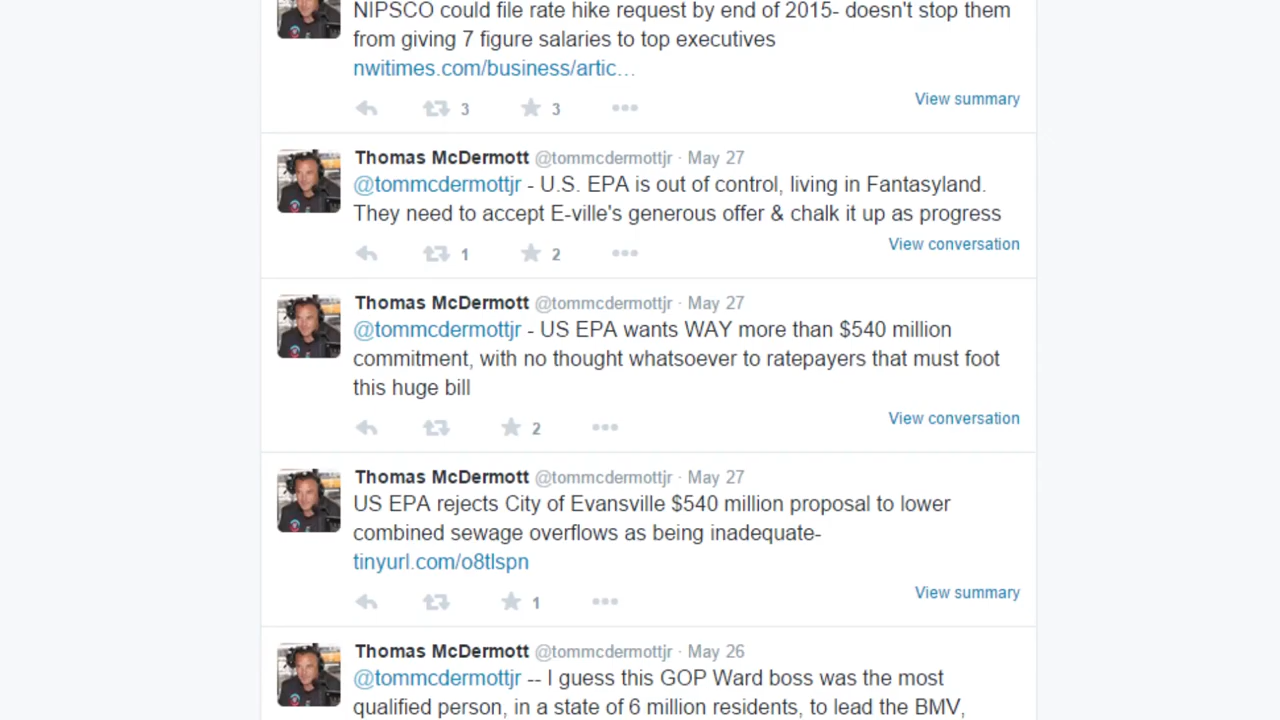 NIPSCO could file rate hike request by end of 2015- doesn't stop them
from giving 7 figure salaries to top executives
nwitimes.com/business/artic…
3 3 View summary
Thomas McDermott @tommcdermottjr · May 27
@tommcdermottjr - U.S. EPA is out of control, living in Fantasyland.
They need to accept E-ville's generous offer & chalk it up as progress
1 2 View conversation
Thomas McDermott @tommcdermottjr · May 27
@tommcdermottjr - US EPA wants WAY more than $540 million
commitment, with no thought whatsoever to ratepayers that must foot
this huge bill
2 View conversation
Thomas McDermott @tommcdermottjr · May 27
US EPA rejects City of Evansville $540 million proposal to lower
combined sewage overflows as being inadequate-
tinyurl.com/o8tlspn
1 View summary
Thomas McDermott @tommcdermottjr · May 26
@tommcdermottjr -- I guess this GOP Ward boss was the most
qualified person, in a state of 6 million residents, to lead the BMV,